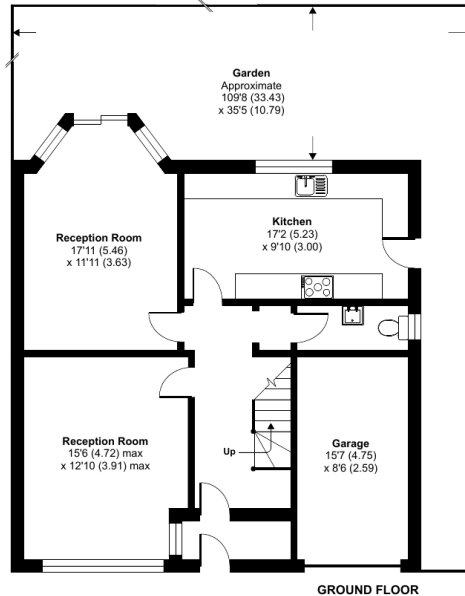 Garden
Approximate
109'8 (33.43)
x 35'5 (10.79)
Kitchen
17'2 (5.23)
x 9'10 (3.00)
Reception Room
17'11 (5.46)
x 11'11 (3.63)
Reception Room
15'6 (4.72) max
x 12'10 (3.91) max
Up
Garage
15'7 (4.75)
x 8'6 (2.59)
GROUND FLOOR